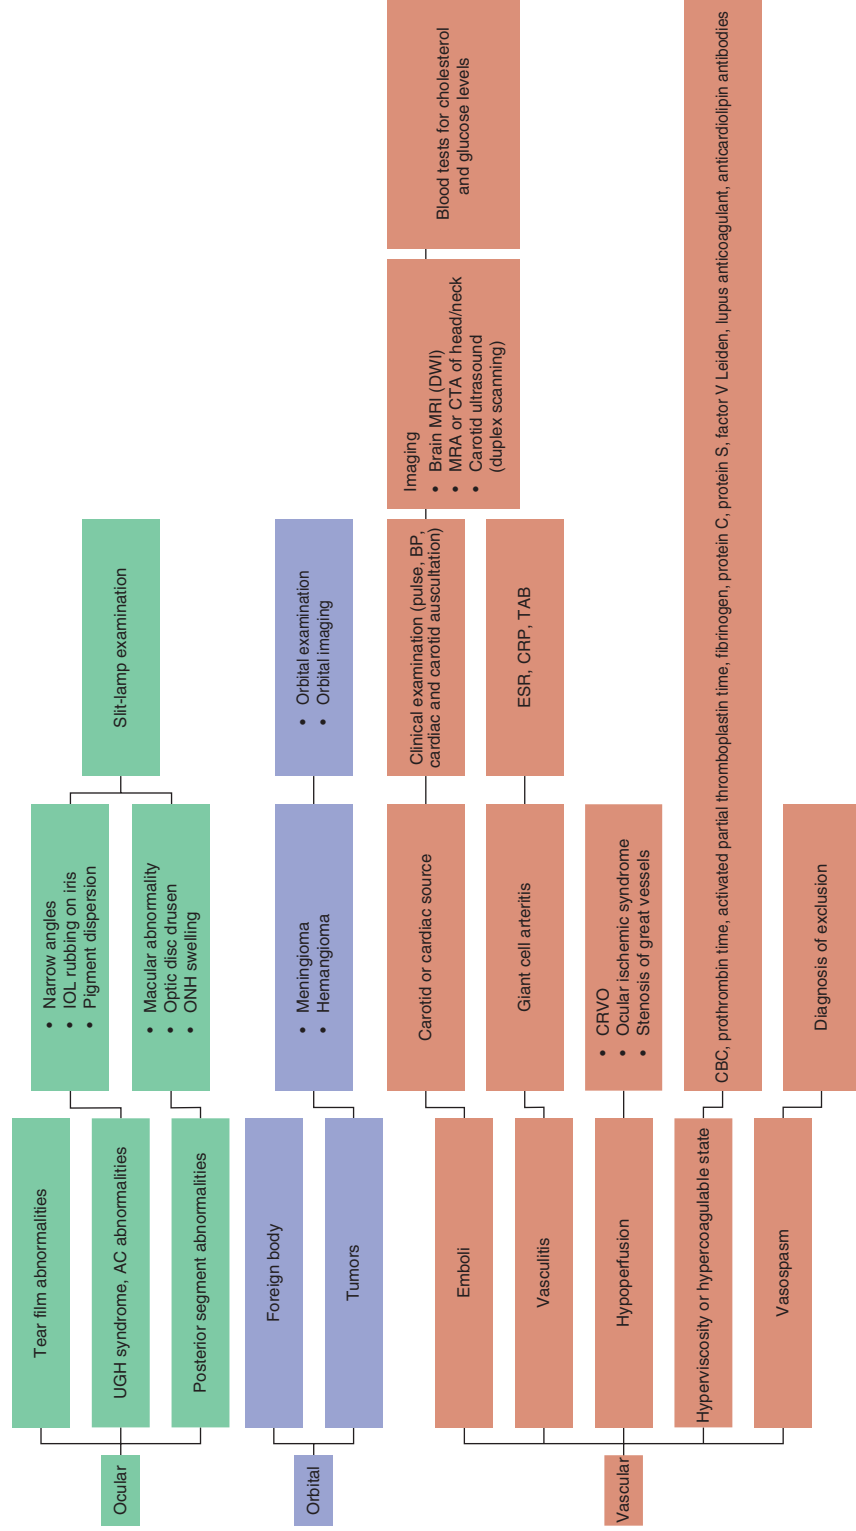 Ocular
Tear film abnormalities
UGH syndrome, AC abnormalities
• Narrow angles
• IOL rubbing on iris
• Pigment dispersion
Posterior segment abnormalities
• Macular abnormality
• Optic disc drusen
• ONH swelling
Slit-lamp examination
Orbital
Foreign body
Tumors
• Meningioma
• Hemangioma
• Orbital examination
• Orbital imaging
Vascular
Emboli
Carotid or cardiac source
Clinical examination (pulse, BP,
cardiac and carotid auscultation)
Imaging
• Brain MRI (DWI)
• MRA or CTA of head/neck
• Carotid ultrasound
(duplex scanning)
Blood tests for cholesterol
and glucose levels
Vasculitis
Giant cell arteritis
ESR, CRP, TAB
Hypoperfusion
• CRVO
• Ocular ischemic syndrome
• Stenosis of great vessels
Hyperviscosity or hypercoagulable state
CBC, prothrombin time, activated partial thromboplastin time, fibrinogen, protein C, protein S, factor V Leiden, lupus anticoagulant, anticardiolipin antibodies
Vasospasm
Diagnosis of exclusion